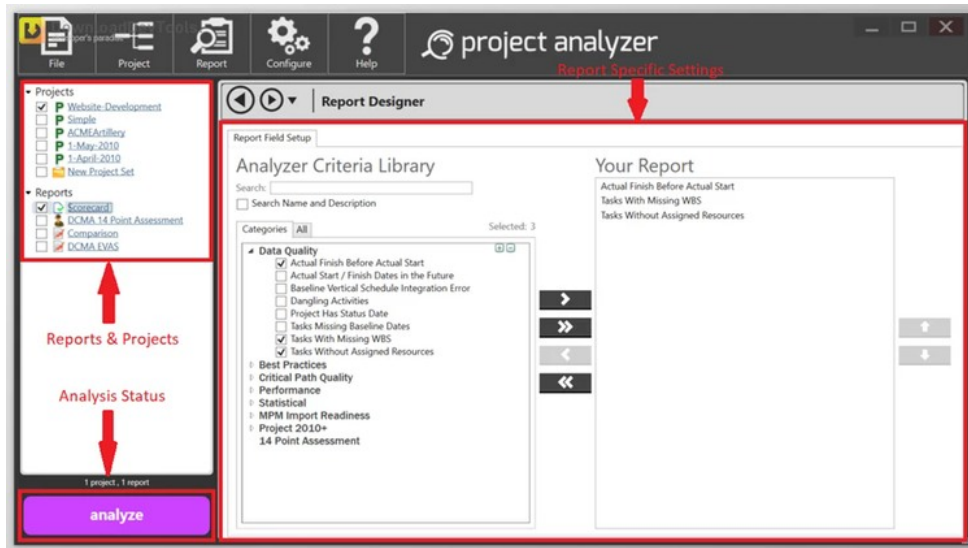 DownloadDevTools
Developer's paradise
File
Project
Report
Configure
Help
project analyzer
Report Specific Settings
Projects
Website-Development
Simple
ACMEArtillery
1-May-2010
1-April-2010
New Project Set
Reports
Scorecard
DCMA 14 Point Assessment
Comparison
DCMA EVAS
Reports & Projects
Analysis Status
1 project , 1 report
analyze
Report Designer
Report Field Setup
Analyzer Criteria Library
Search:
Search Name and Description
Categories All
Selected: 3
Data Quality
Actual Finish Before Actual Start
Actual Start / Finish Dates in the Future
Baseline Vertical Schedule Integration Error
Dangling Activities
Project Has Status Date
Tasks Missing Baseline Dates
Tasks With Missing WBS
Tasks Without Assigned Resources
Best Practices
Critical Path Quality
Performance
Statistical
MPM Import Readiness
Project 2010+
14 Point Assessment
Your Report
Actual Finish Before Actual Start
Tasks With Missing WBS
Tasks Without Assigned Resources